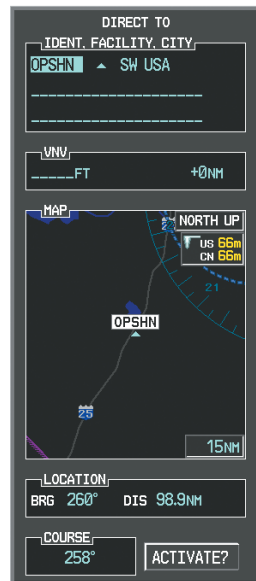 DIRECT TO
IDENT, FACILITY, CITY
OPSHN SW USA
VNV
_____FT +0NM
MAP
NORTH UP
US 66m
CN 66m
21
OPSHN
25
15NM
LOCATION
BRG 260° DIS 98.9NM
COURSE
258°
ACTIVATE?